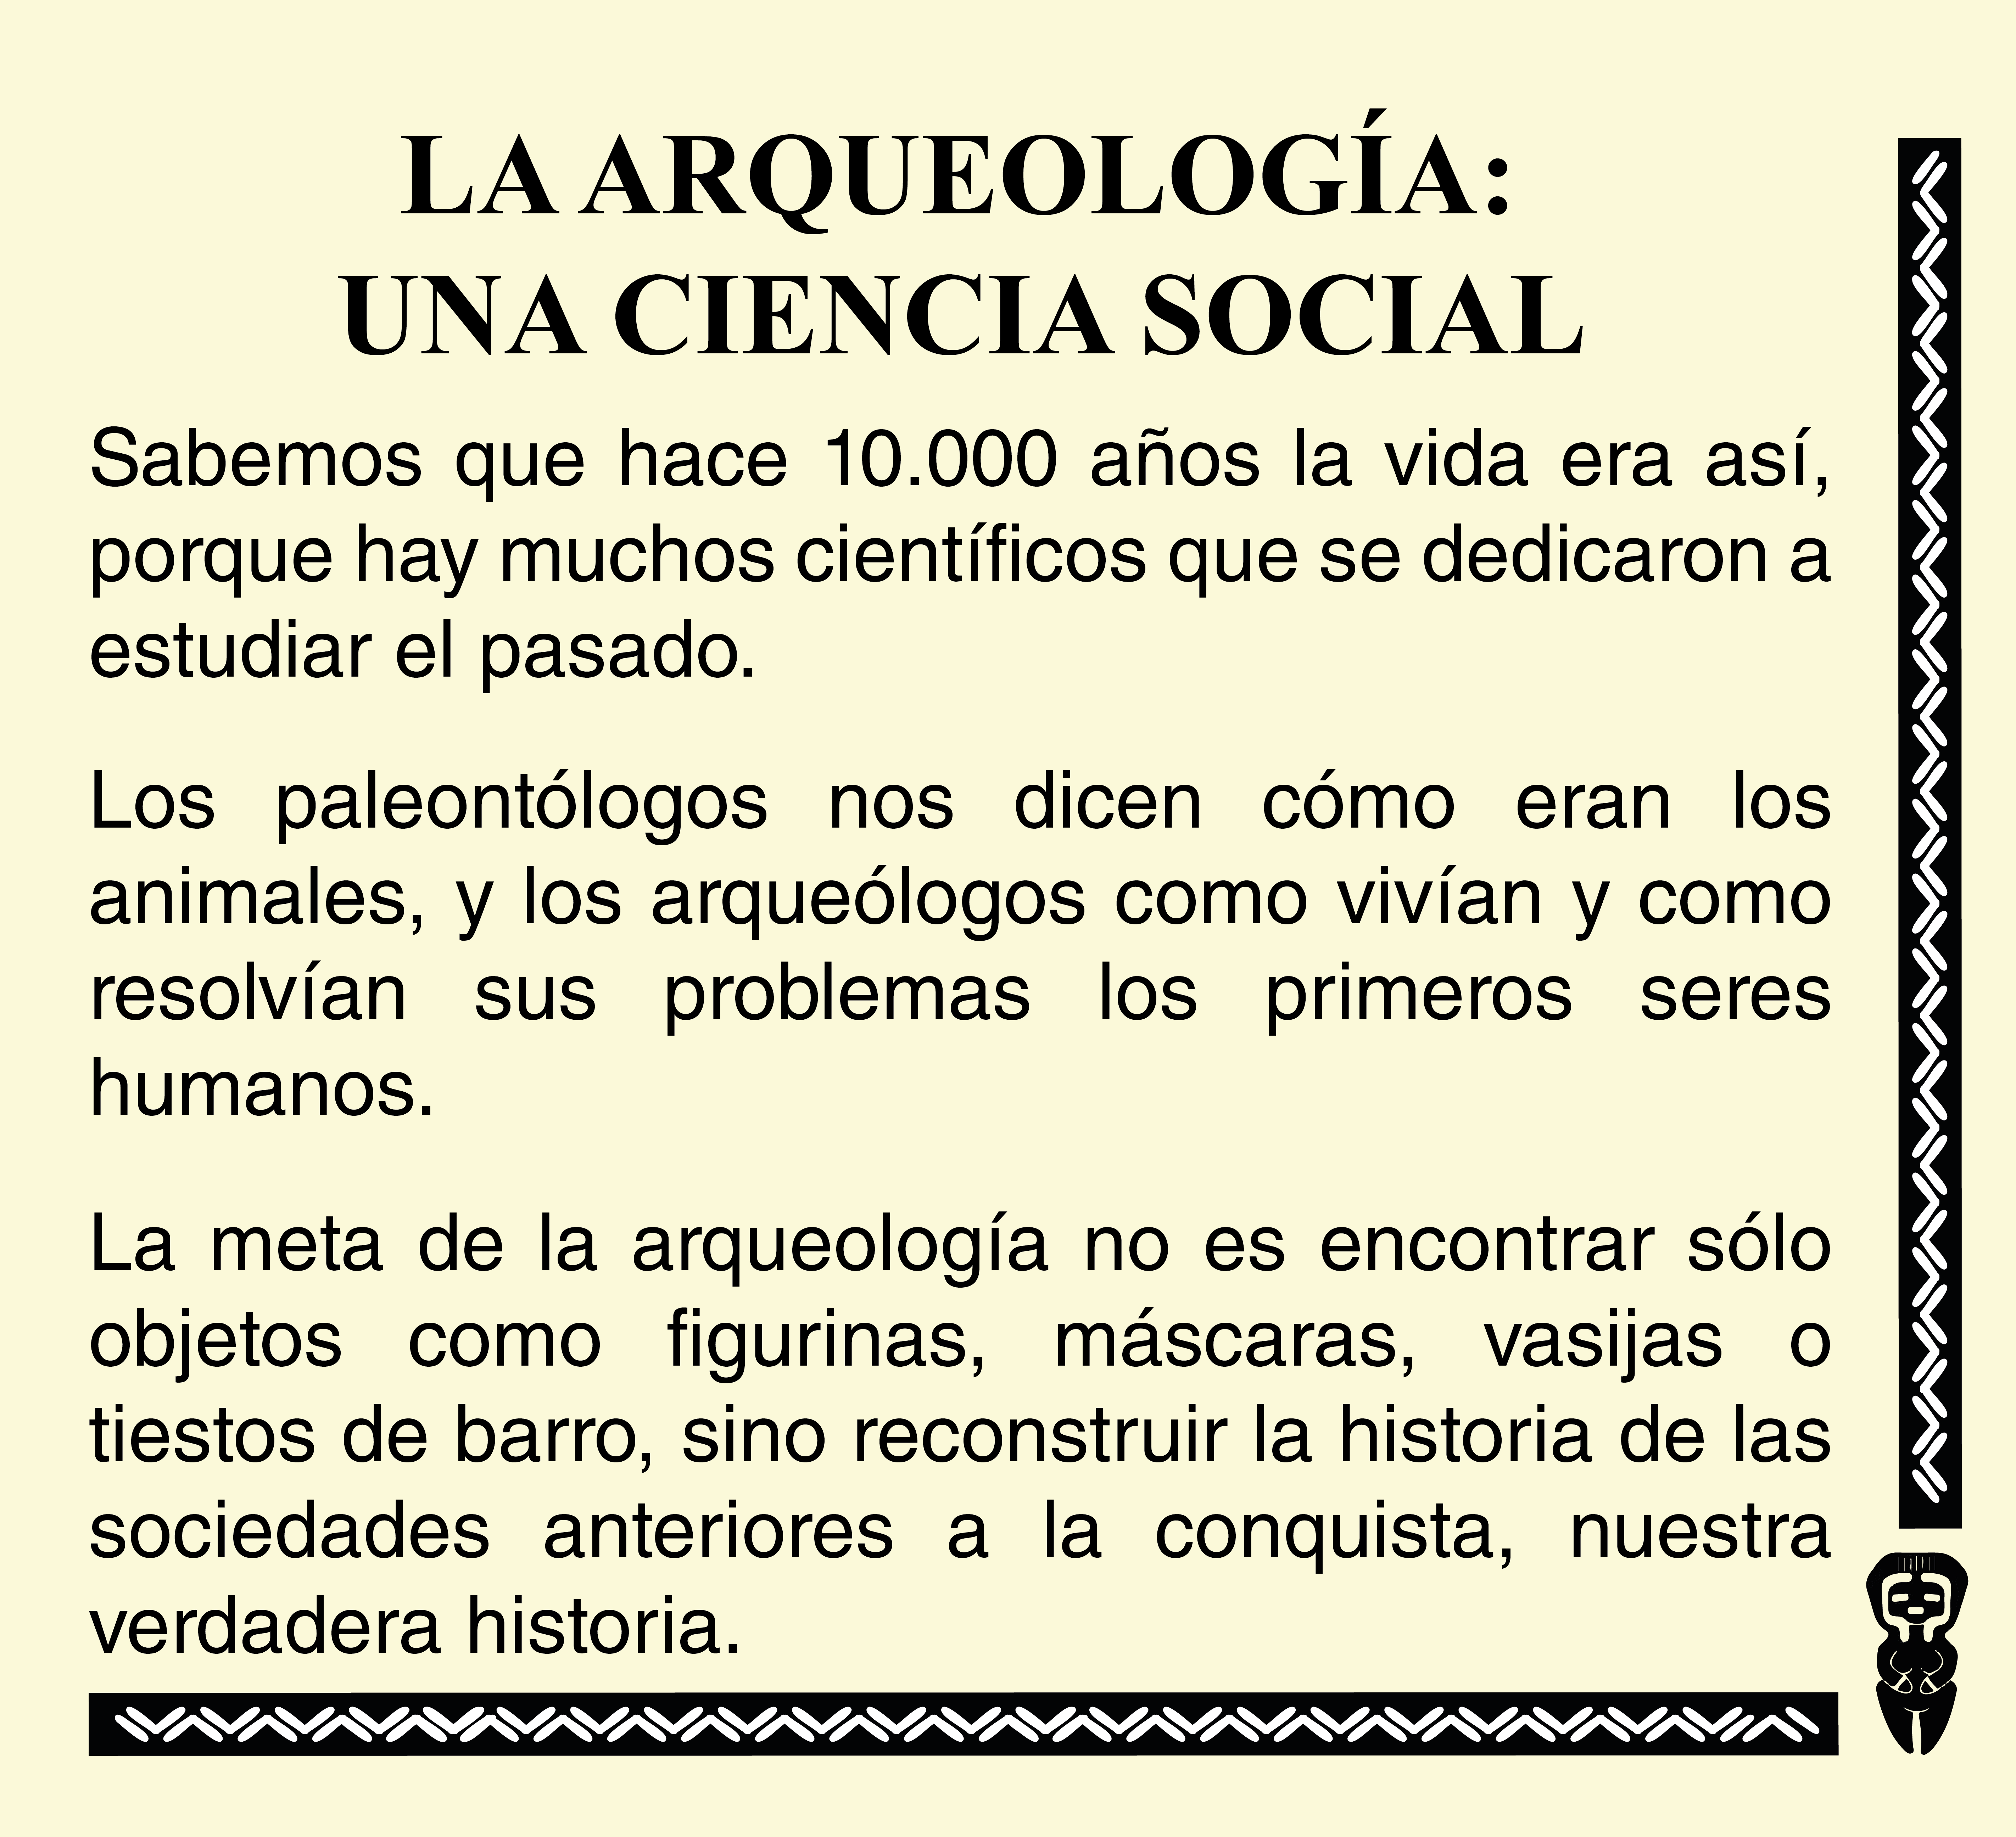 LA ARQUEOLOGÍA:
UNA CIENCIA SOCIAL
Sabemos que hace 10.000 años la vida era así,
porque hay muchos científicos que se dedicaron a
estudiar el pasado.
Los paleontólogos nos dicen cómo eran los
animales, y los arqueólogos como vivían y como
resolvían sus problemas los primeros seres
humanos.
La meta de la arqueología no es encontrar sólo
objetos como figurinas, máscaras, vasijas o
tiestos de barro, sino reconstruir la historia de las
sociedades anteriores a la conquista, nuestra
verdadera historia.